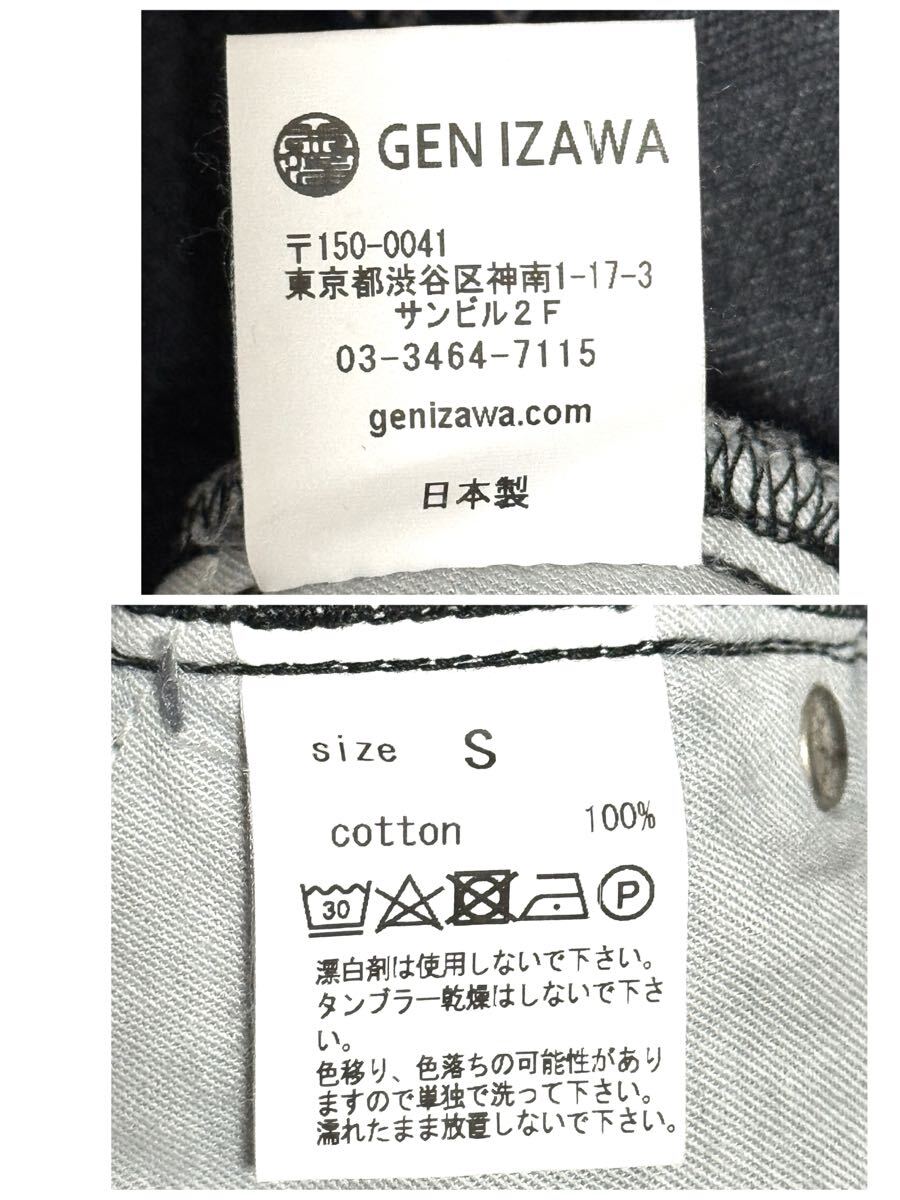 GEN IZAWA
〒150-0041
東京都渋谷区神南1-17-3
サンビル2F
03-3464-7115
genizawa.com
日本製
size S
cotton 100%
30 P
漂白剤は使用しないで下さい。
タンブラー乾燥はしないで下さ
い。
色移り、色落ちの可能性があり
ますので単独で洗って下さい。
濡れたまま放置しないで下さい。